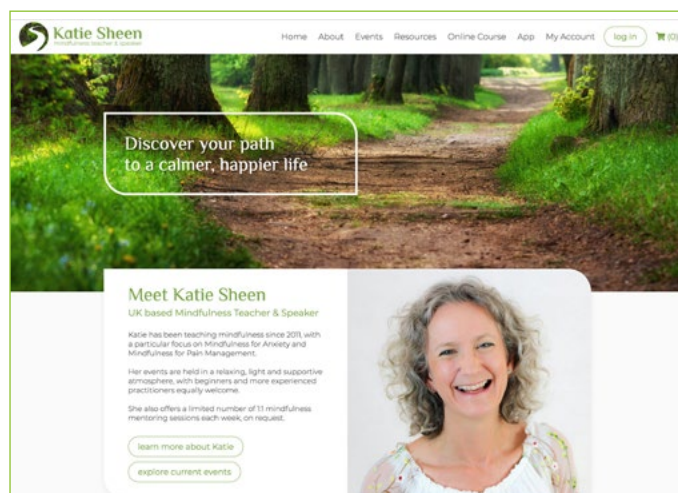 Katie Sheen
mindfulness teacher & speaker
Home About Events Resources Online Course App My Account log in (0)
Discover your path
to a calmer, happier life
Meet Katie Sheen
UK based Mindfulness Teacher & Speaker
Katie has been teaching mindfulness since 2011, with
a particular focus on Mindfulness for Anxiety and
Mindfulness for Pain Management.
Her events are held in a relaxing, light and supportive
atmosphere, with beginners and more experienced
practitioners equally welcome.
She also offers a limited number of 1:1 mindfulness
mentoring sessions each week, on request.
learn more about Katie
explore current events